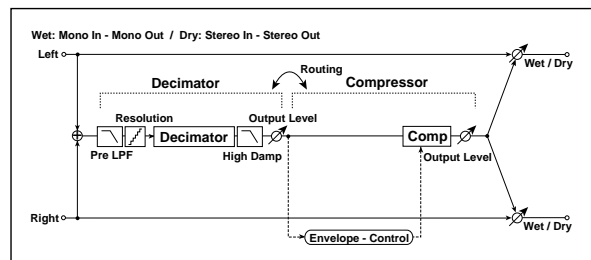 Wet: Mono In - Mono Out / Dry: Stereo In - Stereo Out
Left
Wet / Dry
Routing
Decimator
Compressor
Resolution
Output Level
Decimator
Comp
Pre LPF
High Damp
Output Level
Right
Wet / Dry
Envelope - Control